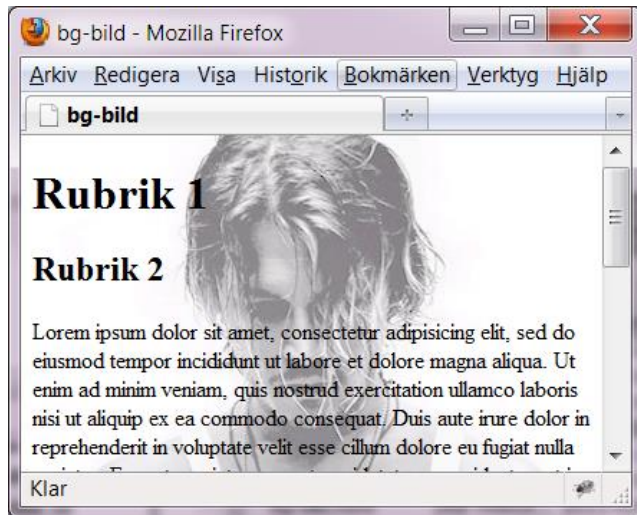 bg-bild - Mozilla Firefox
Arkiv Redigera Visa Historik Bokmärken Verktyg Hjälp
bg-bild
Rubrik 1
Rubrik 2
Lorem ipsum dolor sit amet, consectetur adipisicing elit, sed do
eiusmod tempor incididunt ut labore et dolore magna aliqua. Ut
enim ad minim veniam, quis nostrud exercitation ullamco laboris
nisi ut aliquip ex ea commodo consequat. Duis aute irure dolor in
reprehenderit in voluptate velit esse cillum dolore eu fugiat nulla
Klar